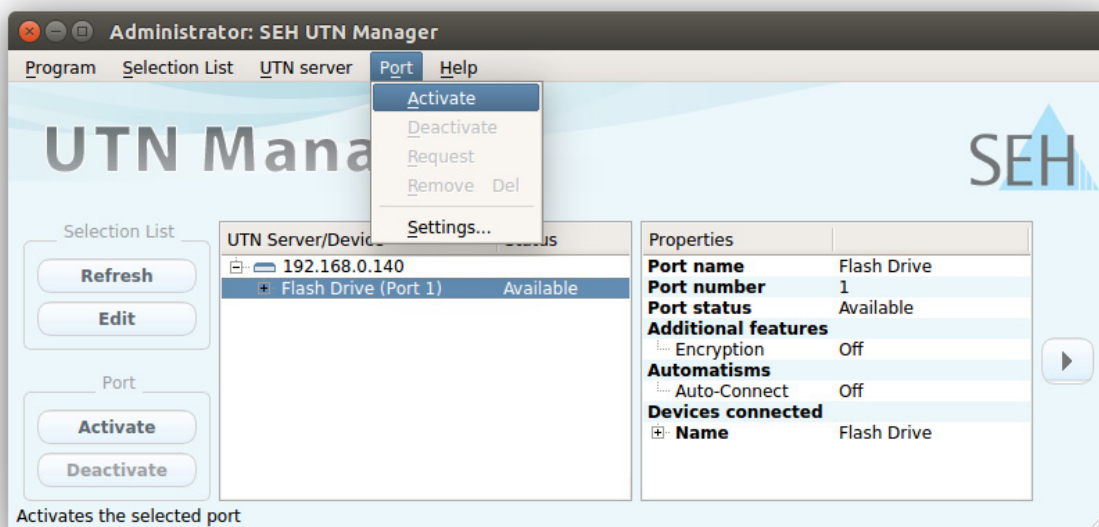 Administrator: SEH UTN Manager
Program Selection List UTN server Port Help
Activate
Deactivate
Request
Remove Del
Settings...
UTN Mana
SEH
Selection List
Refresh
Edit
Port
Activate
Deactivate
UTN Server/Device Status
192.168.0.140
Flash Drive (Port 1) Available
Properties
Port name Flash Drive
Port number 1
Port status Available
Additional features
Encryption Off
Automatisms
Auto-Connect Off
Devices connected
Name Flash Drive
Activates the selected port